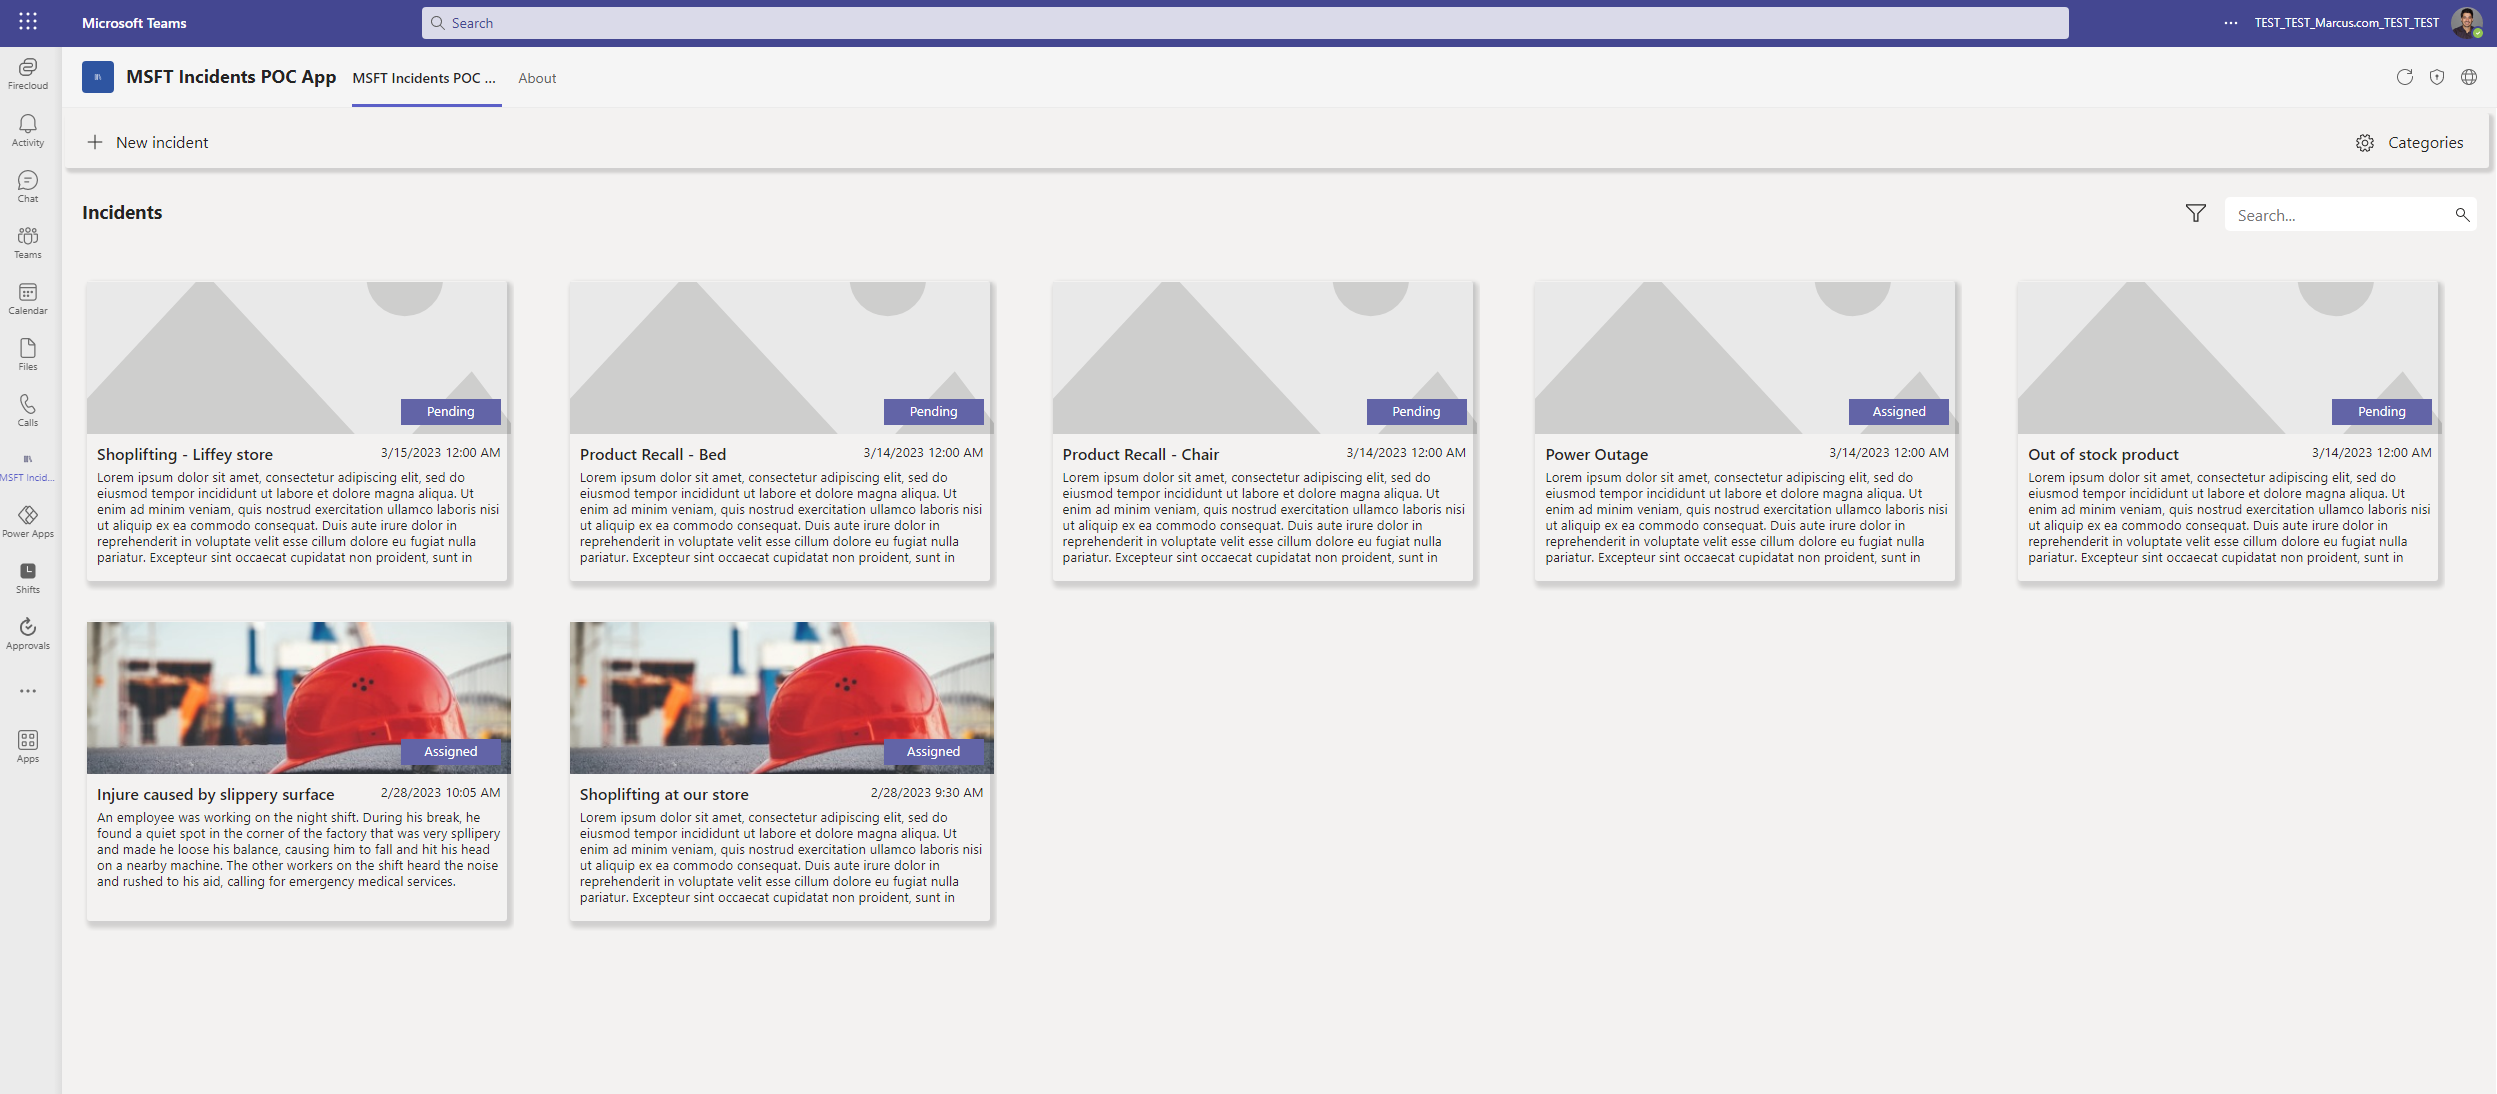 Microsoft Teams
Search
TEST_TEST_Marcus.com_TEST_TEST
Firecloud
Activity
Chat
Teams
Calendar
Files
Calls
MSFT Incid...
Power Apps
Shifts
Approvals
Apps
MSFT Incidents POC App
MSFT Incidents POC ...
About
New incident
Categories
Incidents
Search...
Pending
Shoplifting - Liffey store
3/15/2023 12:00 AM
Lorem ipsum dolor sit amet, consectetur adipiscing elit, sed do
eiusmod tempor incididunt ut labore et dolore magna aliqua. Ut
enim ad minim veniam, quis nostrud exercitation ullamco laboris nisi
ut aliquip ex ea commodo consequat. Duis aute irure dolor in
reprehenderit in voluptate velit esse cillum dolore eu fugiat nulla
pariatur. Excepteur sint occaecat cupidatat non proident, sunt in
Pending
Product Recall - Bed
3/14/2023 12:00 AM
Lorem ipsum dolor sit amet, consectetur adipiscing elit, sed do
eiusmod tempor incididunt ut labore et dolore magna aliqua. Ut
enim ad minim veniam, quis nostrud exercitation ullamco laboris nisi
ut aliquip ex ea commodo consequat. Duis aute irure dolor in
reprehenderit in voluptate velit esse cillum dolore eu fugiat nulla
pariatur. Excepteur sint occaecat cupidatat non proident, sunt in
Pending
Product Recall - Chair
3/14/2023 12:00 AM
Lorem ipsum dolor sit amet, consectetur adipiscing elit, sed do
eiusmod tempor incididunt ut labore et dolore magna aliqua. Ut
enim ad minim veniam, quis nostrud exercitation ullamco laboris nisi
ut aliquip ex ea commodo consequat. Duis aute irure dolor in
reprehenderit in voluptate velit esse cillum dolore eu fugiat nulla
pariatur. Excepteur sint occaecat cupidatat non proident, sunt in
Assigned
Power Outage
3/14/2023 12:00 AM
Lorem ipsum dolor sit amet, consectetur adipiscing elit, sed do
eiusmod tempor incididunt ut labore et dolore magna aliqua. Ut
enim ad minim veniam, quis nostrud exercitation ullamco laboris nisi
ut aliquip ex ea commodo consequat. Duis aute irure dolor in
reprehenderit in voluptate velit esse cillum dolore eu fugiat nulla
pariatur. Excepteur sint occaecat cupidatat non proident, sunt in
Pending
Out of stock product
3/14/2023 12:00 AM
Lorem ipsum dolor sit amet, consectetur adipiscing elit, sed do
eiusmod tempor incididunt ut labore et dolore magna aliqua. Ut
enim ad minim veniam, quis nostrud exercitation ullamco laboris nisi
ut aliquip ex ea commodo consequat. Duis aute irure dolor in
reprehenderit in voluptate velit esse cillum dolore eu fugiat nulla
pariatur. Excepteur sint occaecat cupidatat non proident, sunt in
Assigned
Injure caused by slippery surface
2/28/2023 10:05 AM
An employee was working on the night shift. During his break, he
found a quiet spot in the corner of the factory that was very spllipery
and made he loose his balance, causing him to fall and hit his head
on a nearby machine. The other workers on the shift heard the noise
and rushed to his aid, calling for emergency medical services.
Assigned
Shoplifting at our store
2/28/2023 9:30 AM
Lorem ipsum dolor sit amet, consectetur adipiscing elit, sed do
eiusmod tempor incididunt ut labore et dolore magna aliqua. Ut
enim ad minim veniam, quis nostrud exercitation ullamco laboris nisi
ut aliquip ex ea commodo consequat. Duis aute irure dolor in
reprehenderit in voluptate velit esse cillum dolore eu fugiat nulla
pariatur. Excepteur sint occaecat cupidatat non proident, sunt in